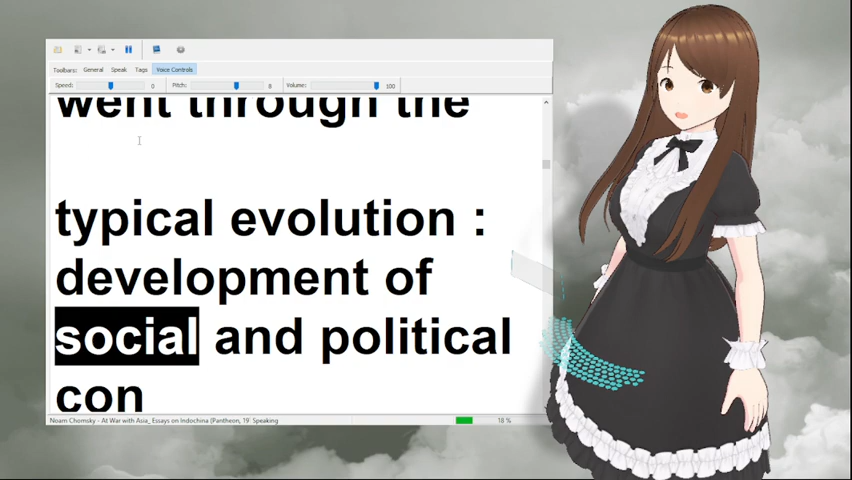 Toolbars: General Speak Tags Voice Controls
Speed: 0 Pitch: 8 Volume: 100
went through the
typical evolution :
development of
social and political
con
Noam Chomsky - At War with Asia_ Essays on Indochina (Pantheon, 19 Speaking 18 %